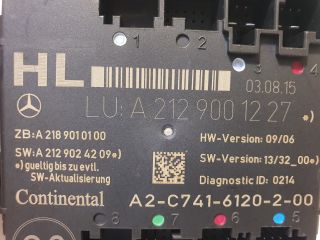 1 2 3 4
HL
03.08.15
LU: A 212 900 12 27 *)
ZB:A 218 901 01 00
HW-Version: 09/06
SW:A 212 902 42 09 *)
SW-Version: 13/32_00 *)
*) gueltig bis zu evtl.
SW-Aktualisierung
Diagnostic ID: 0214
Continental
A2-C741-6120-2-00
8 7 6 5